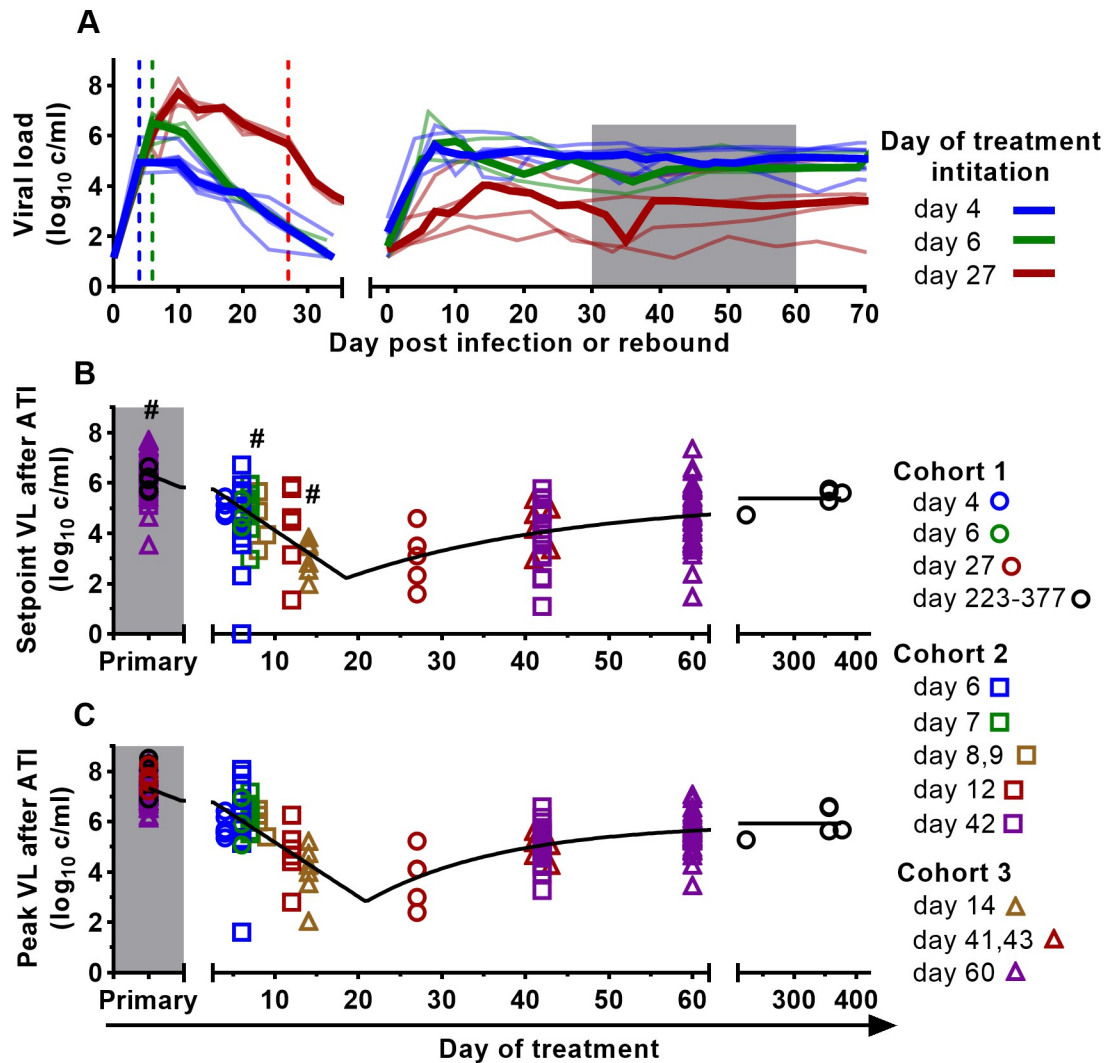 A
Viral load
(log10 c/ml)
8
6
4
2
0
0 10 20 30
0 10 20 30 40 50 60 70
Day post infection or rebound
Day of treatment
intitation
day 4
day 6
day 27
B
Setpoint VL after ATI
(log10 c/ml)
8
6
4
2
0
#
#
#
Primary 10 20 30 40 50 60 300 400
Cohort 1
day 4
day 6
day 27
day 223-377
Cohort 2
day 6
day 7
day 8,9
day 12
day 42
Cohort 3
day 14
day 41,43
day 60
C
Peak VL after ATI
(log10 c/ml)
8
6
4
2
0
Primary 10 20 30 40 50 60 300 400
Day of treatment